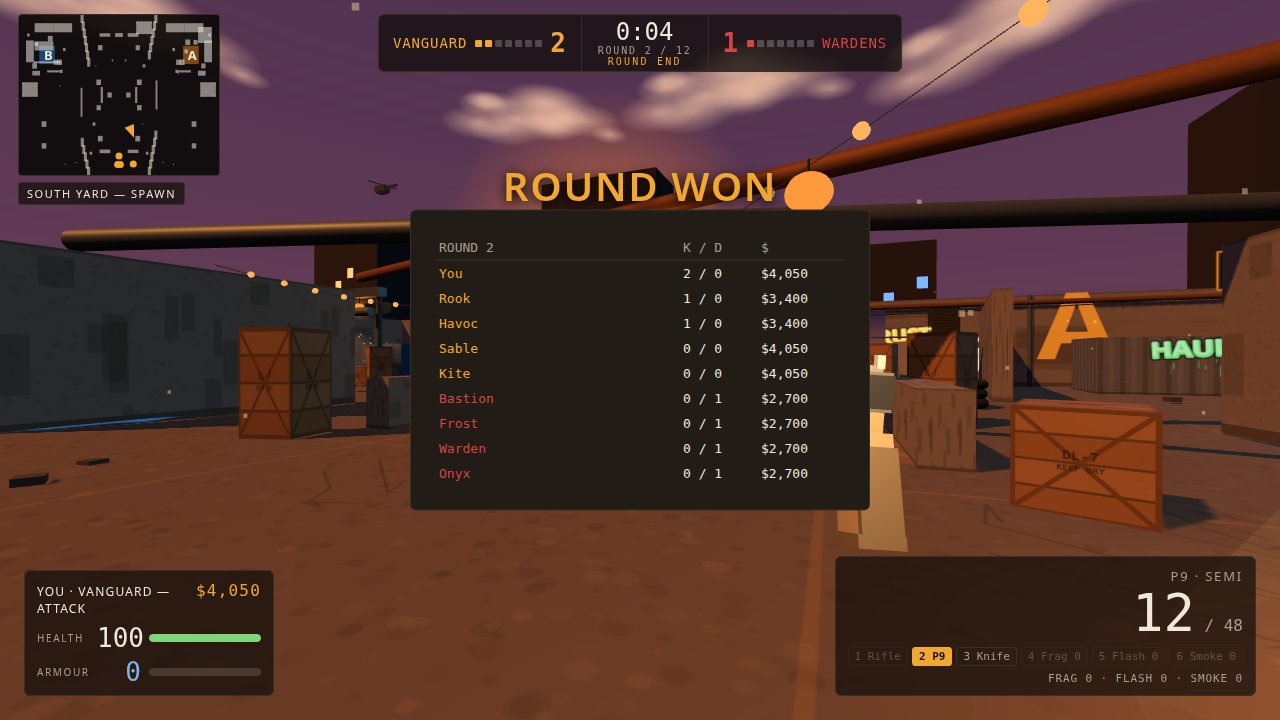 B
A
SOUTH YARD — SPAWN
VANGUARD 2
0:04
ROUND 2 / 12
ROUND END
1 WARDENS
ROUND WON
ROUND 2 K / D $
You 2 / 0 $4,050
Rook 1 / 0 $3,400
Havoc 1 / 0 $3,400
Sable 0 / 0 $4,050
Kite 0 / 0 $4,050
Bastion 0 / 1 $2,700
Frost 0 / 1 $2,700
Warden 0 / 1 $2,700
Onyx 0 / 1 $2,700
A
DL-7
KEEP DRY
YOU · VANGUARD — ATTACK
$4,050
HEALTH 100
ARMOUR 0
P9 · SEMI
12 / 48
1 Rifle 2 P9 3 Knife 4 Frag 0 5 Flash 0 6 Smoke 0
FRAG 0 · FLASH 0 · SMOKE 0